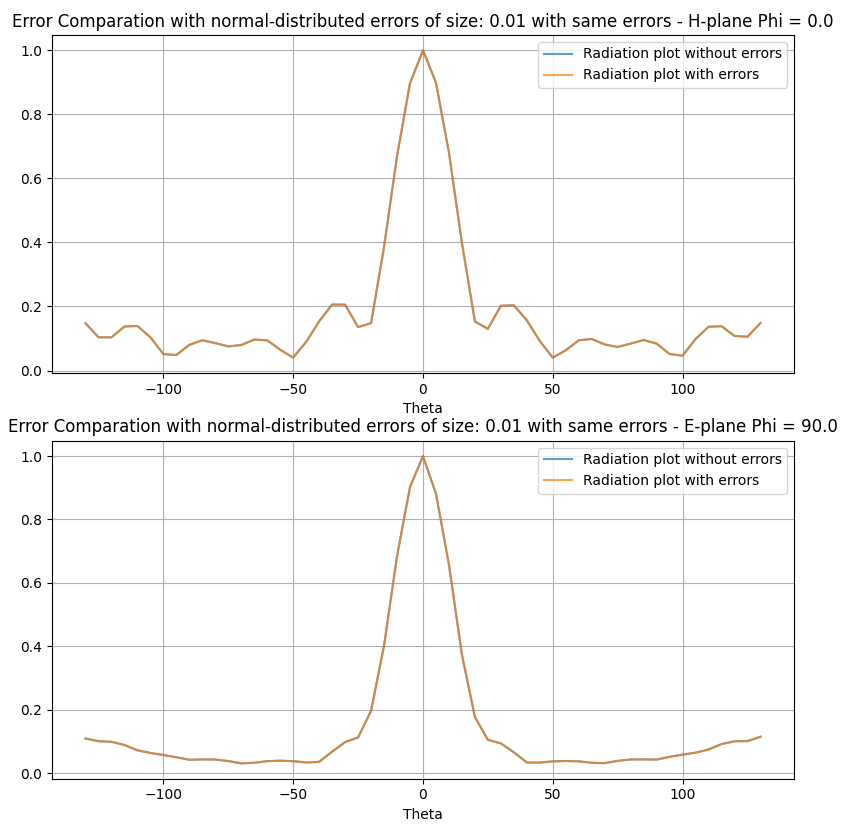 Error Comparation with normal-distributed errors of size: 0.01 with same errors - H-plane Phi = 0.0
Radiation plot without errors
Radiation plot with errors
1.0
0.8
0.6
0.4
0.2
0.0
−100
−50
0
50
100
Theta
Error Comparation with normal-distributed errors of size: 0.01 with same errors - E-plane Phi = 90.0
Radiation plot without errors
Radiation plot with errors
1.0
0.8
0.6
0.4
0.2
0.0
−100
−50
0
50
100
Theta